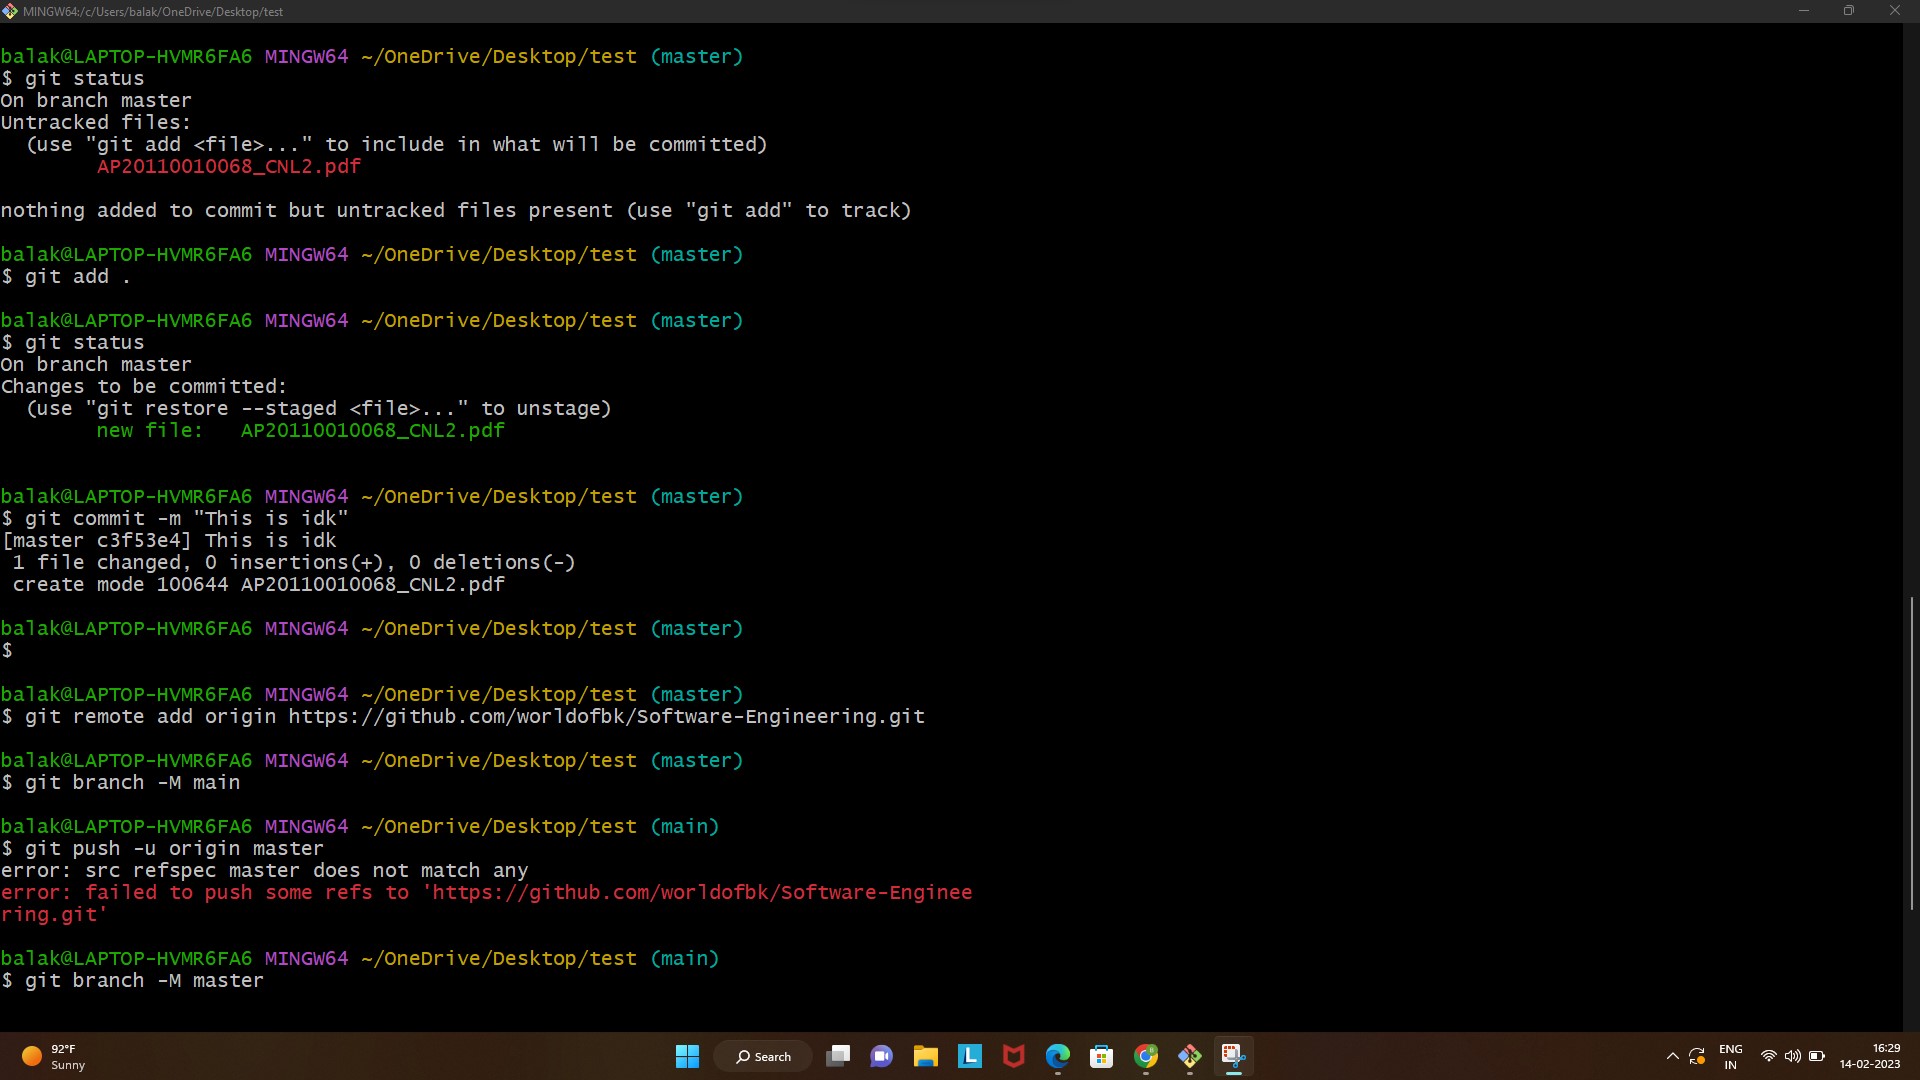 MINGW64:/c/Users/balak/OneDrive/Desktop/test
balak@LAPTOP-HVMR6FA6 MINGW64 ~/OneDrive/Desktop/test (master)
$ git status
On branch master
Untracked files:
  (use "git add <file>..." to include in what will be committed)
        AP20110010068_CNL2.pdf

nothing added to commit but untracked files present (use "git add" to track)

balak@LAPTOP-HVMR6FA6 MINGW64 ~/OneDrive/Desktop/test (master)
$ git add .

balak@LAPTOP-HVMR6FA6 MINGW64 ~/OneDrive/Desktop/test (master)
$ git status
On branch master
Changes to be committed:
  (use "git restore --staged <file>..." to unstage)
        new file:   AP20110010068_CNL2.pdf

balak@LAPTOP-HVMR6FA6 MINGW64 ~/OneDrive/Desktop/test (master)
$ git commit -m "This is idk"
[master c3f53e4] This is idk
 1 file changed, 0 insertions(+), 0 deletions(-)
 create mode 100644 AP20110010068_CNL2.pdf

balak@LAPTOP-HVMR6FA6 MINGW64 ~/OneDrive/Desktop/test (master)
$

balak@LAPTOP-HVMR6FA6 MINGW64 ~/OneDrive/Desktop/test (master)
$ git remote add origin https://github.com/worldofbk/Software-Engineering.git

balak@LAPTOP-HVMR6FA6 MINGW64 ~/OneDrive/Desktop/test (master)
$ git branch -M main

balak@LAPTOP-HVMR6FA6 MINGW64 ~/OneDrive/Desktop/test (main)
$ git push -u origin master
error: src refspec master does not match any
error: failed to push some refs to 'https://github.com/worldofbk/Software-Enginee
ring.git'

balak@LAPTOP-HVMR6FA6 MINGW64 ~/OneDrive/Desktop/test (main)
$ git branch -M master
92°F
Sunny
Search
L
ENG
IN
16:29
14-02-2023